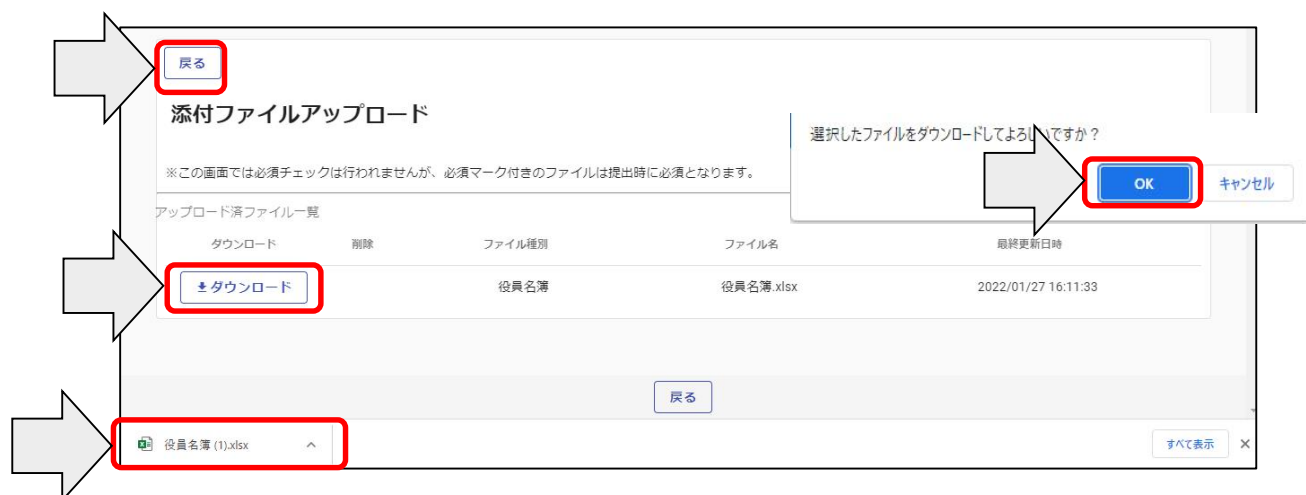 戻る
添付ファイルアップロード
選択したファイルをダウンロードしてよろしいですか？
※この画面では必須チェックは行われませんが、必須マーク付きのファイルは提出時に必須となります。
OK キャンセル
アップロード済ファイル一覧
ダウンロード 削除 ファイル種別 ファイル名 最終更新日時
ダウンロード 役員名簿 役員名簿.xlsx 2022/01/27 16:11:33
戻る
役員名簿 (1).xlsx すべて表示